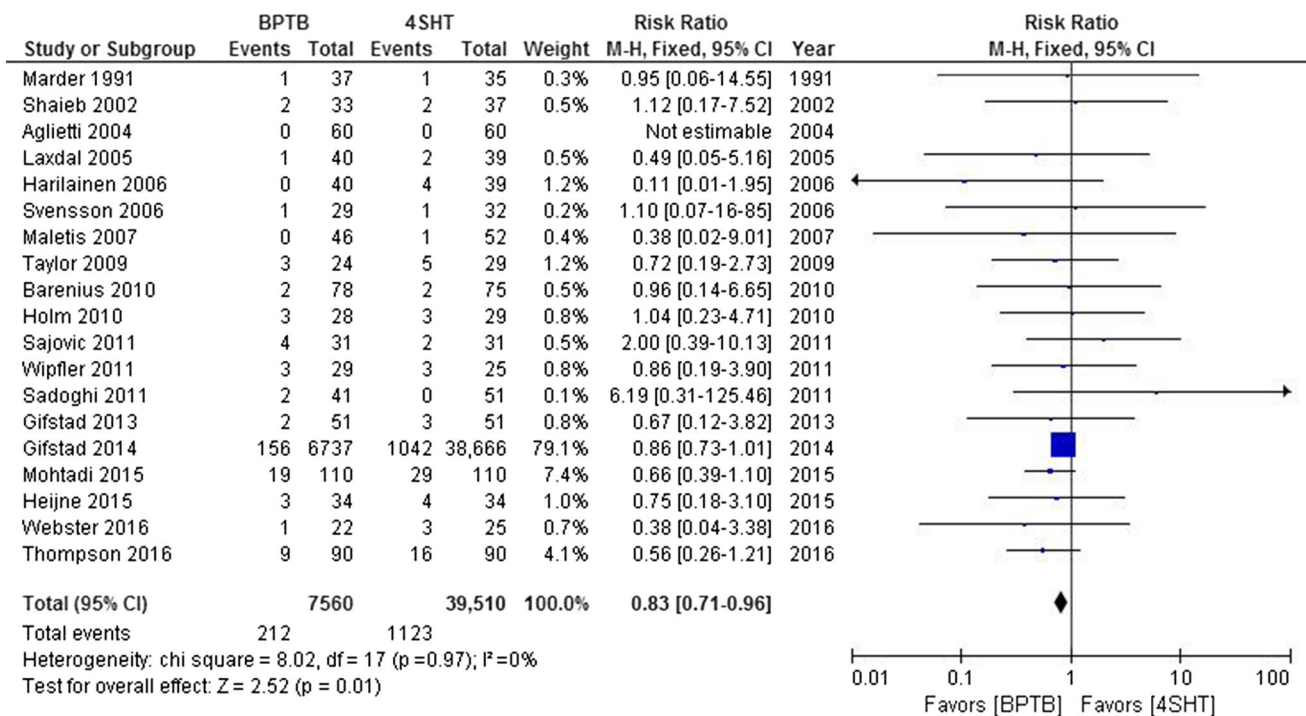 BPTB 4SHT Risk Ratio Risk Ratio
Study or Subgroup Events Total Events Total Weight M-H, Fixed, 95% CI Year M-H, Fixed, 95% CI
Marder 1991 1 37 1 35 0.3% 0.95 [0.06-14.55] 1991
Shaieb 2002 2 33 2 37 0.5% 1.12 [0.17-7.52] 2002
Aglietti 2004 0 60 0 60 Not estimable 2004
Laxdal 2005 1 40 2 39 0.5% 0.49 [0.05-5.16] 2005
Harilainen 2006 0 40 4 39 1.2% 0.11 [0.01-1.95] 2006
Svensson 2006 1 29 1 32 0.2% 1.10 [0.07-16-85] 2006
Maletis 2007 0 46 1 52 0.4% 0.38 [0.02-9.01] 2007
Taylor 2009 3 24 5 29 1.2% 0.72 [0.19-2.73] 2009
Barenius 2010 2 78 2 75 0.5% 0.96 [0.14-6.65] 2010
Holm 2010 3 28 3 29 0.8% 1.04 [0.23-4.71] 2010
Sajovic 2011 4 31 2 31 0.5% 2.00 [0.39-10.13] 2011
Wipfler 2011 3 29 3 25 0.8% 0.86 [0.19-3.90] 2011
Sadoghi 2011 2 41 0 51 0.1% 6.19 [0.31-125.46] 2011
Gifstad 2013 2 51 3 51 0.8% 0.67 [0.12-3.82] 2013
Gifstad 2014 156 6737 1042 38,666 79.1% 0.86 [0.73-1.01] 2014
Mohtadi 2015 19 110 29 110 7.4% 0.66 [0.39-1.10] 2015
Heijne 2015 3 34 4 34 1.0% 0.75 [0.18-3.10] 2015
Webster 2016 1 22 3 25 0.7% 0.38 [0.04-3.38] 2016
Thompson 2016 9 90 16 90 4.1% 0.56 [0.26-1.21] 2016
Total (95% CI) 7560 39,510 100.0% 0.83 [0.71-0.96]
Total events 212 1123
Heterogeneity: chi square = 8.02, df = 17 (p =0.97); I² =0%
Test for overall effect: Z = 2.52 (p = 0.01)
0.01 0.1 1 10 100
Favors [BPTB] Favors [4SHT]